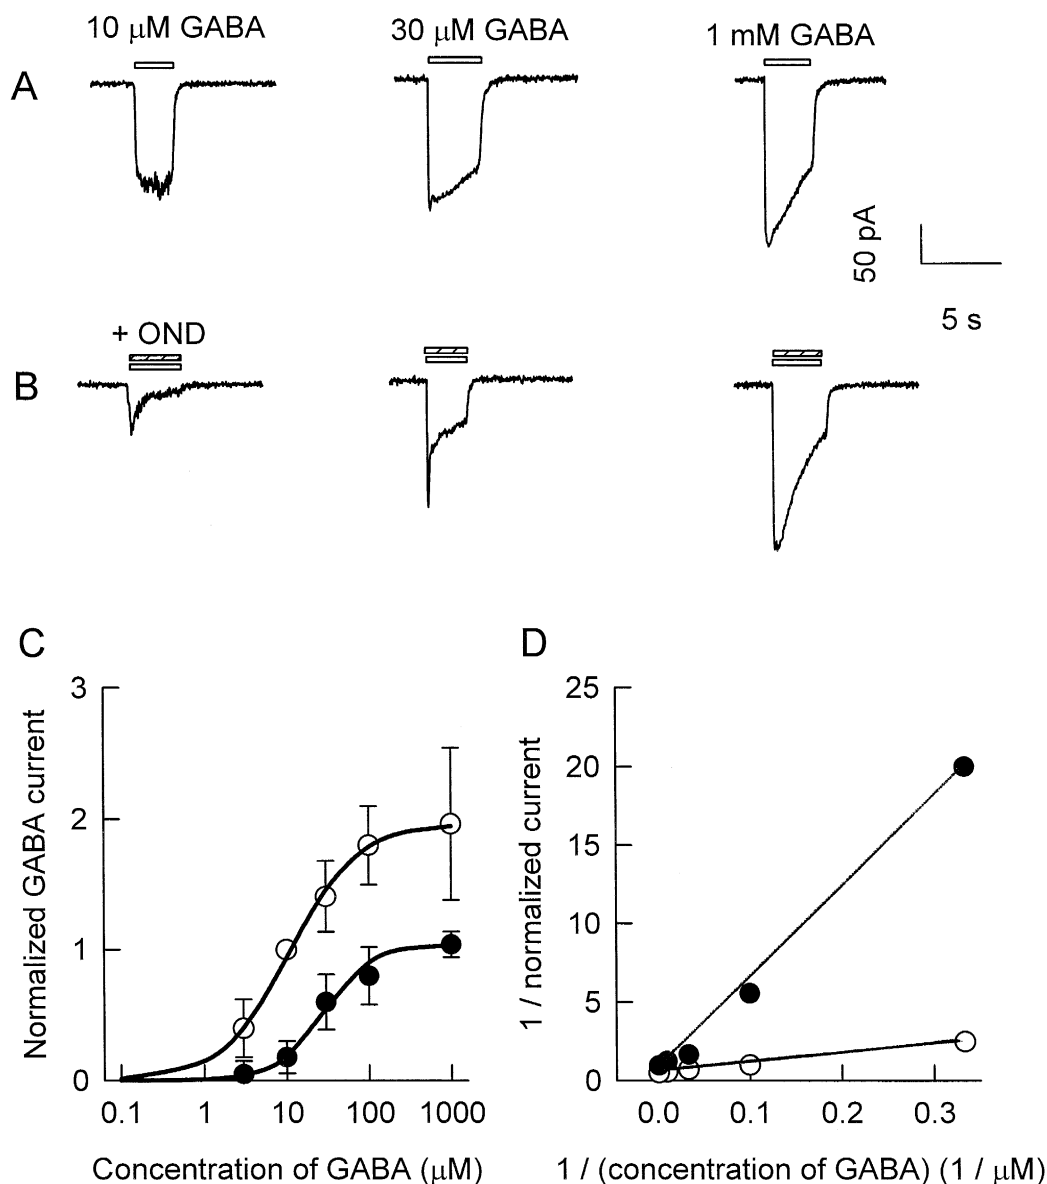 10 μM GABA
30 μM GABA
1 mM GABA
A
50 pA
5 s
+ OND
B
C
3
2
1
0
Normalized GABA current
0.1
1
10
100
1000
Concentration of GABA (μM)
D
25
20
15
10
5
0
1 / normalized current
0.0
0.1
0.2
0.3
1 / (concentration of GABA) (1 / μM)